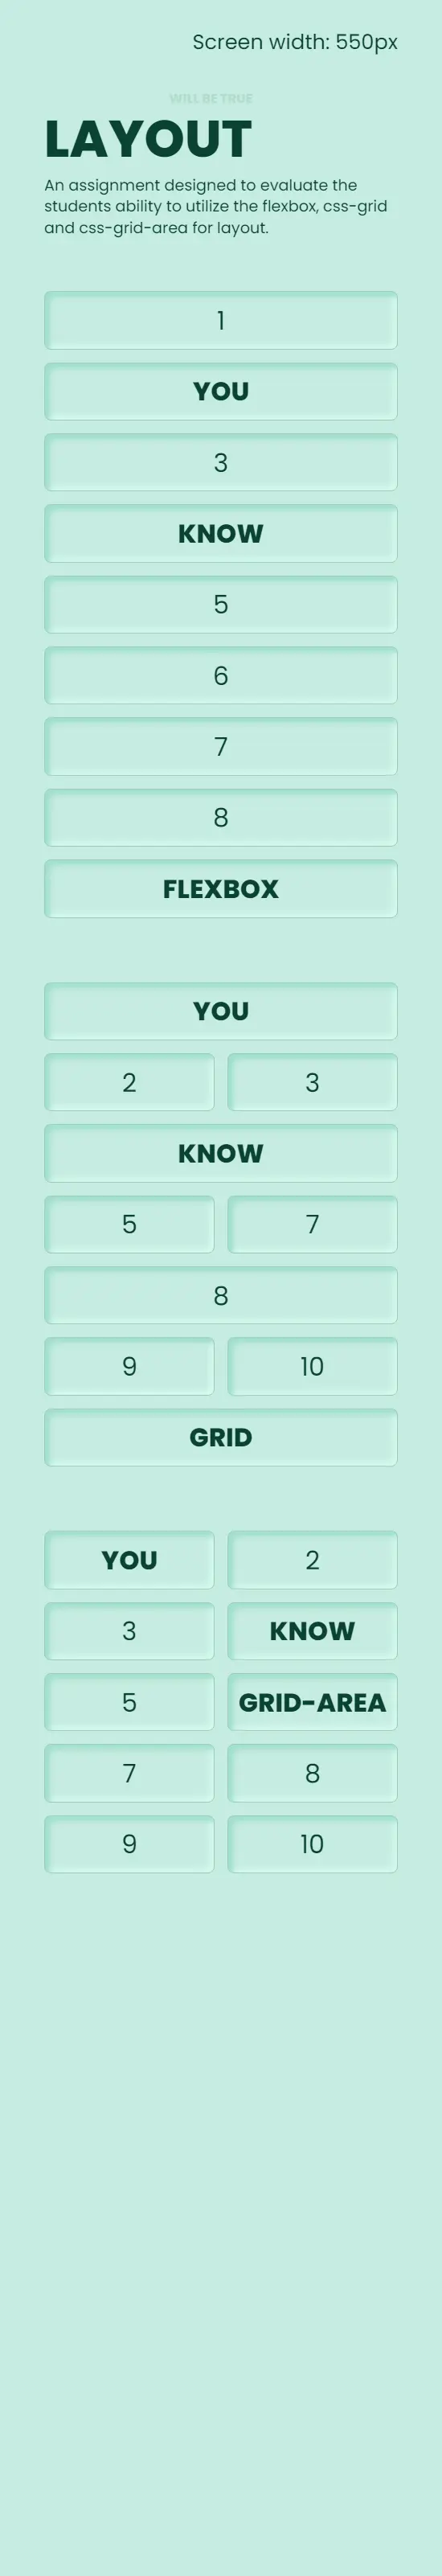 Screen width: 550px
WILL BE TRUE
LAYOUT
An assignment designed to evaluate the
students ability to utilize the flexbox, css-grid
and css-grid-area for layout.
1
YOU
3
KNOW
5
6
7
8
FLEXBOX
YOU
2 3
KNOW
5 7
8
9 10
GRID
YOU 2
3 KNOW
5 GRID-AREA
7 8
9 10